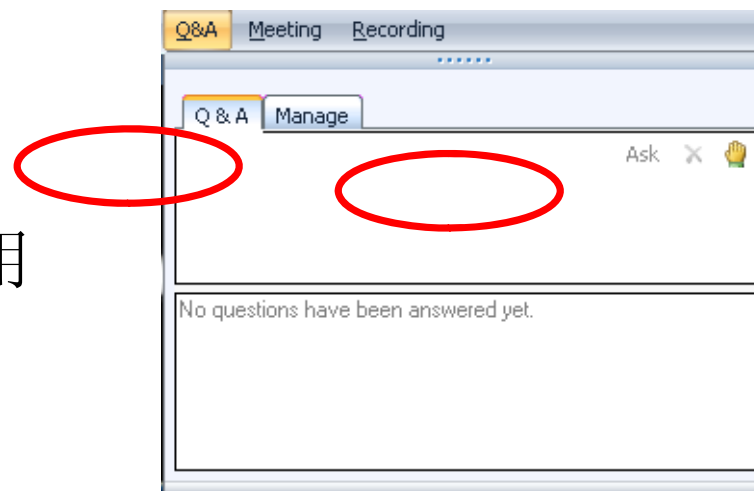 Q&A Meeting Recording
Q & A Manage
Ask
No questions have been answered yet.